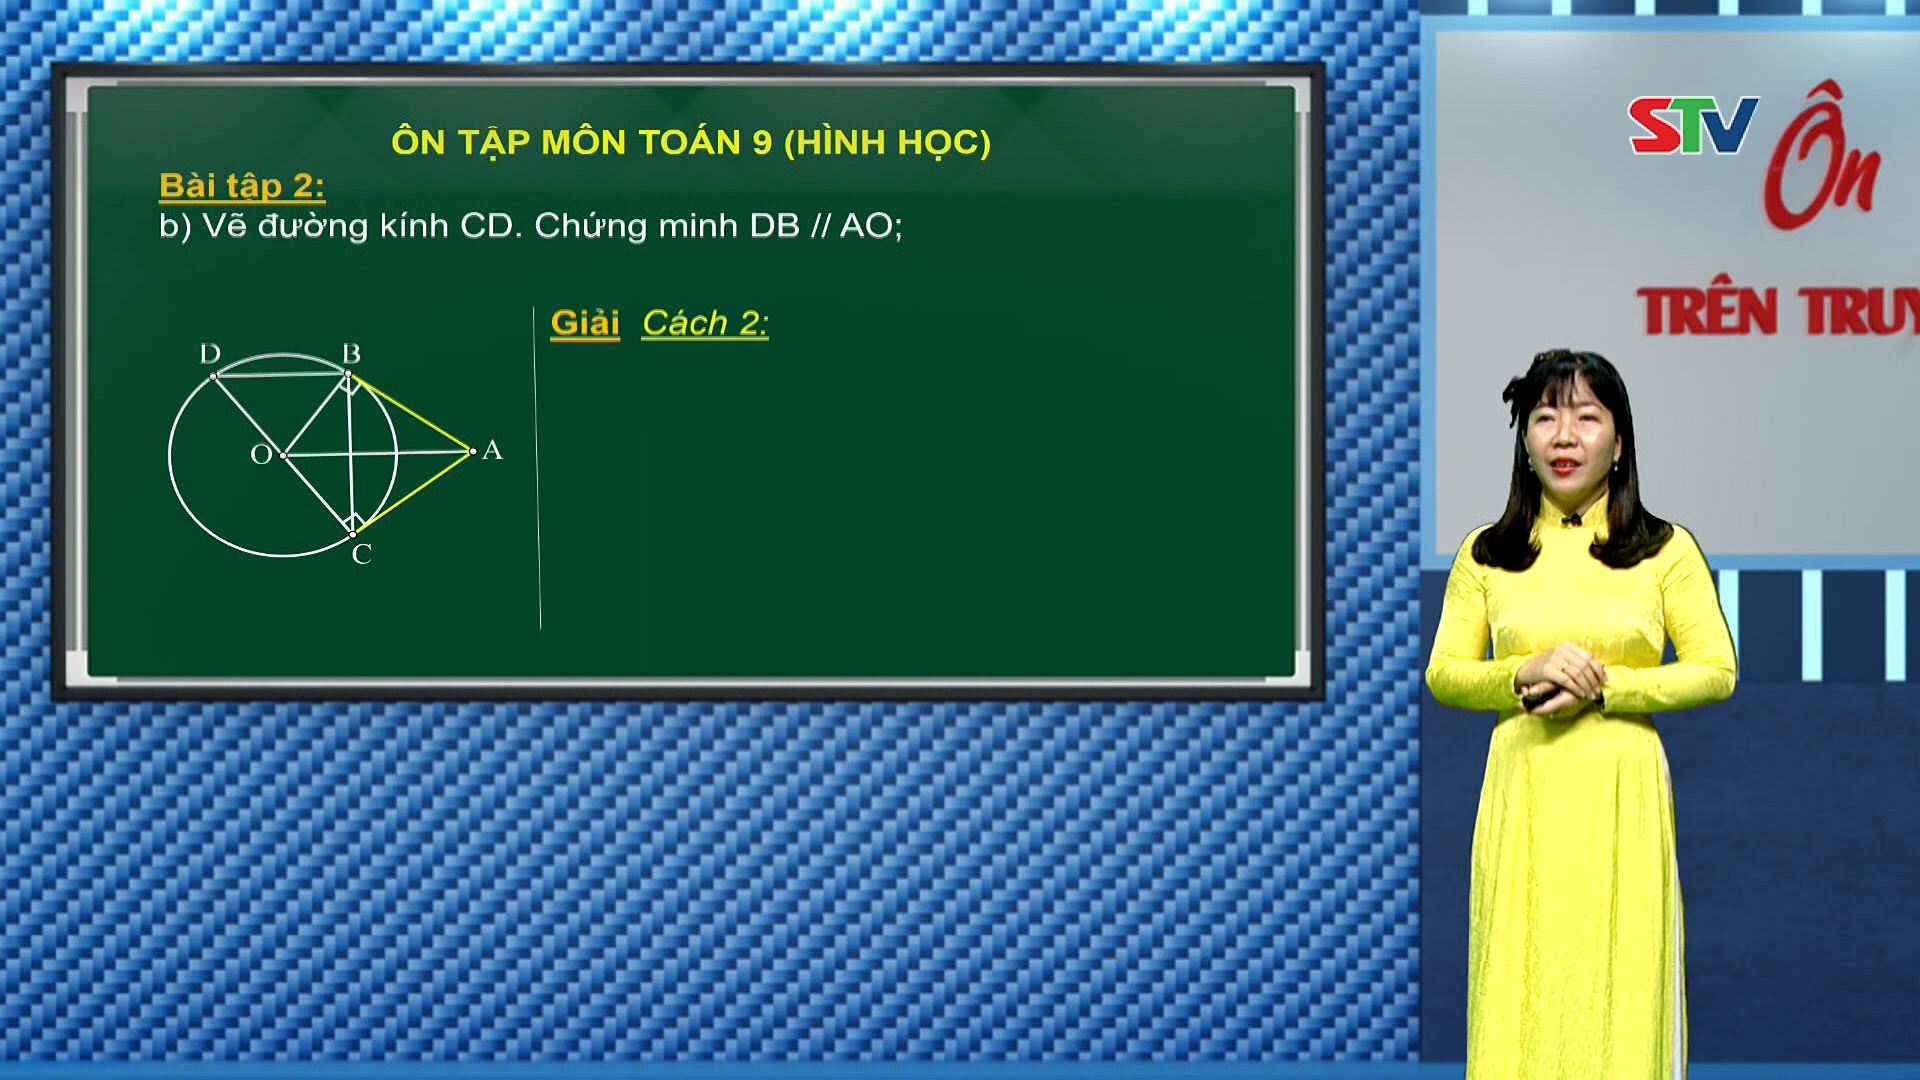 ÔN TẬP MÔN TOÁN 9 (HÌNH HỌC)
Bài tập 2:
b) Vẽ đường kính CD. Chứng minh DB // AO;
Giải Cách 2:
D B
O A
C
STV
Ôn
TRÊN TRUY